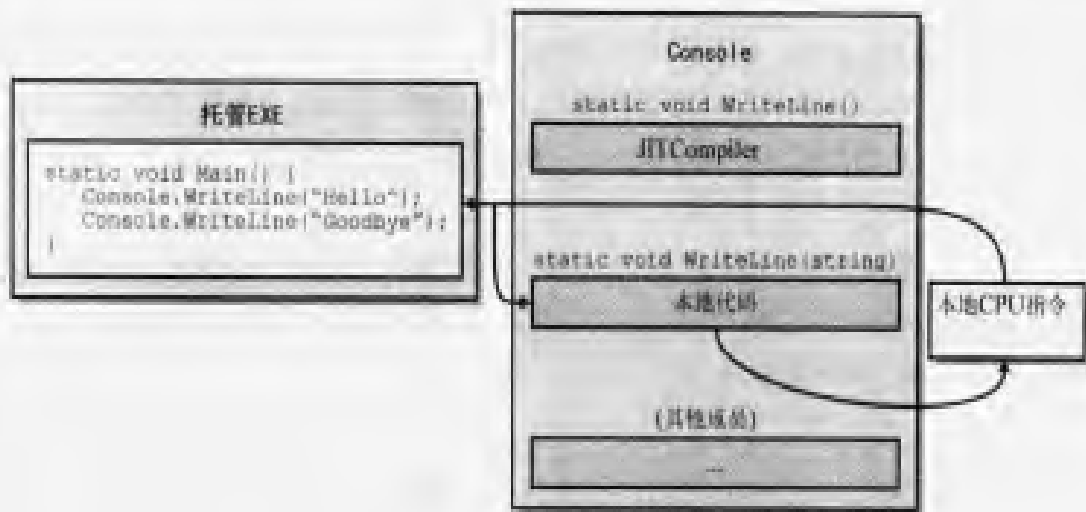 托管EXE
static void Main() {
Console.WriteLine("Hello");
Console.WriteLine("Goodbye");
}
Console
static void WriteLine()
JITCompiler
static void WriteLine(string)
本地代码
(其他成员)
...
本地CPU指令